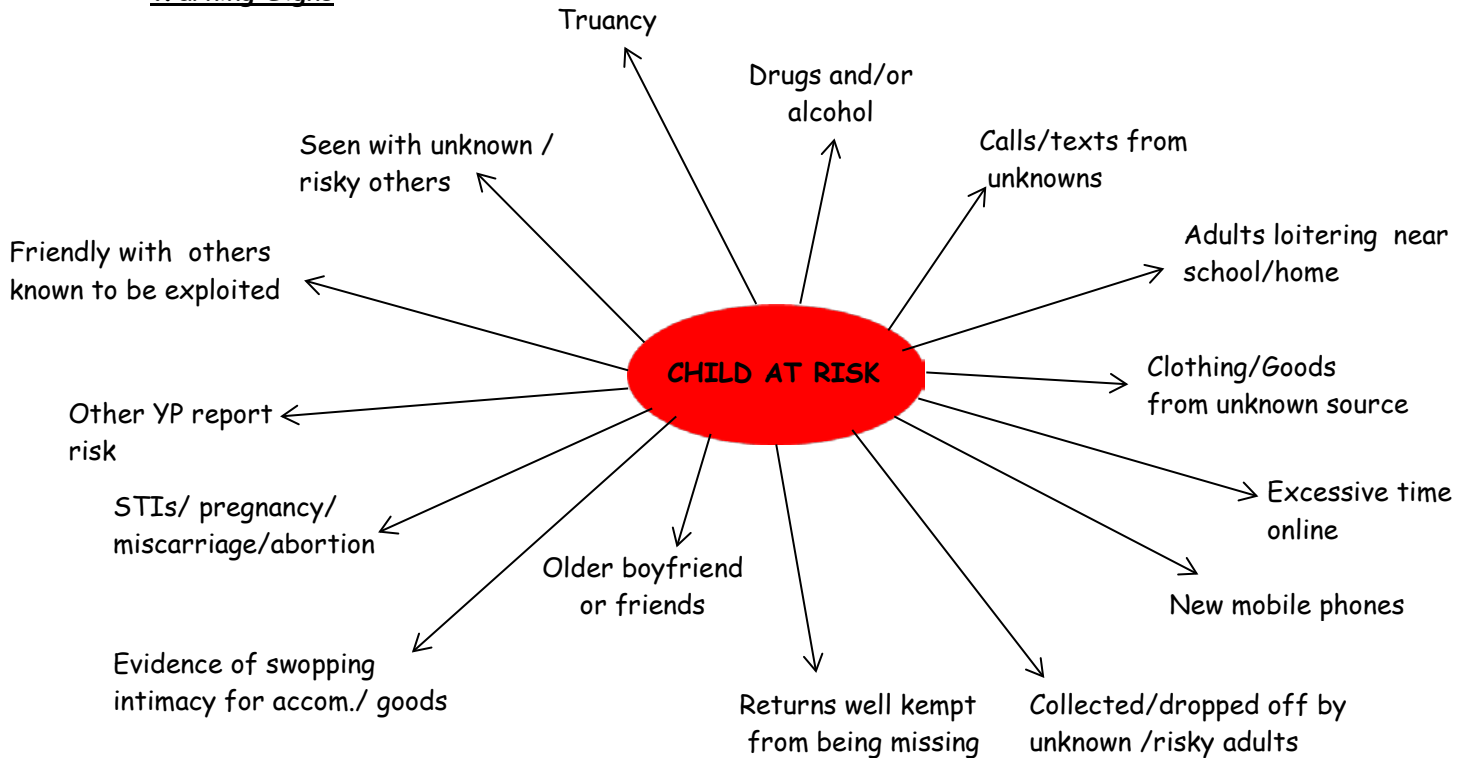 Warning Signs
Truancy
Drugs and/or
alcohol
Seen with unknown /
risky others
Calls/texts from
unknowns
Friendly with others
known to be exploited
Adults loitering near
school/home
CHILD AT RISK
Clothing/Goods
from unknown source
Other YP report
risk
STIs/ pregnancy/
miscarriage/abortion
Excessive time
online
Older boyfriend
or friends
New mobile phones
Evidence of swopping
intimacy for accom./ goods
Returns well kempt
from being missing
Collected/dropped off by
unknown /risky adults